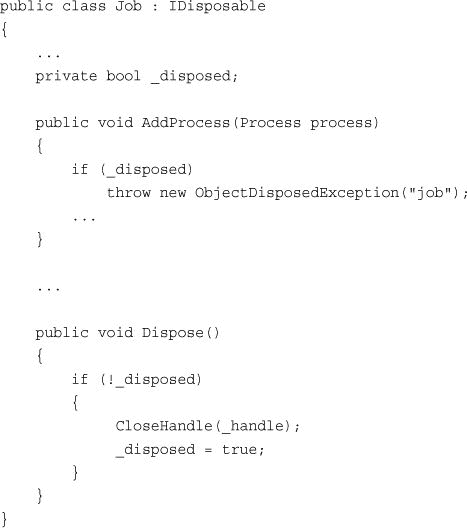 public class Job : IDisposable
{
    ...
    private bool _disposed;

    public void AddProcess(Process process)
    {
        if (_disposed)
            throw new ObjectDisposedException("job");
        ...
    }

    ...

    public void Dispose()
    {
        if (!_disposed)
        {
             CloseHandle(_handle);
             _disposed = true;
        }
    }
}